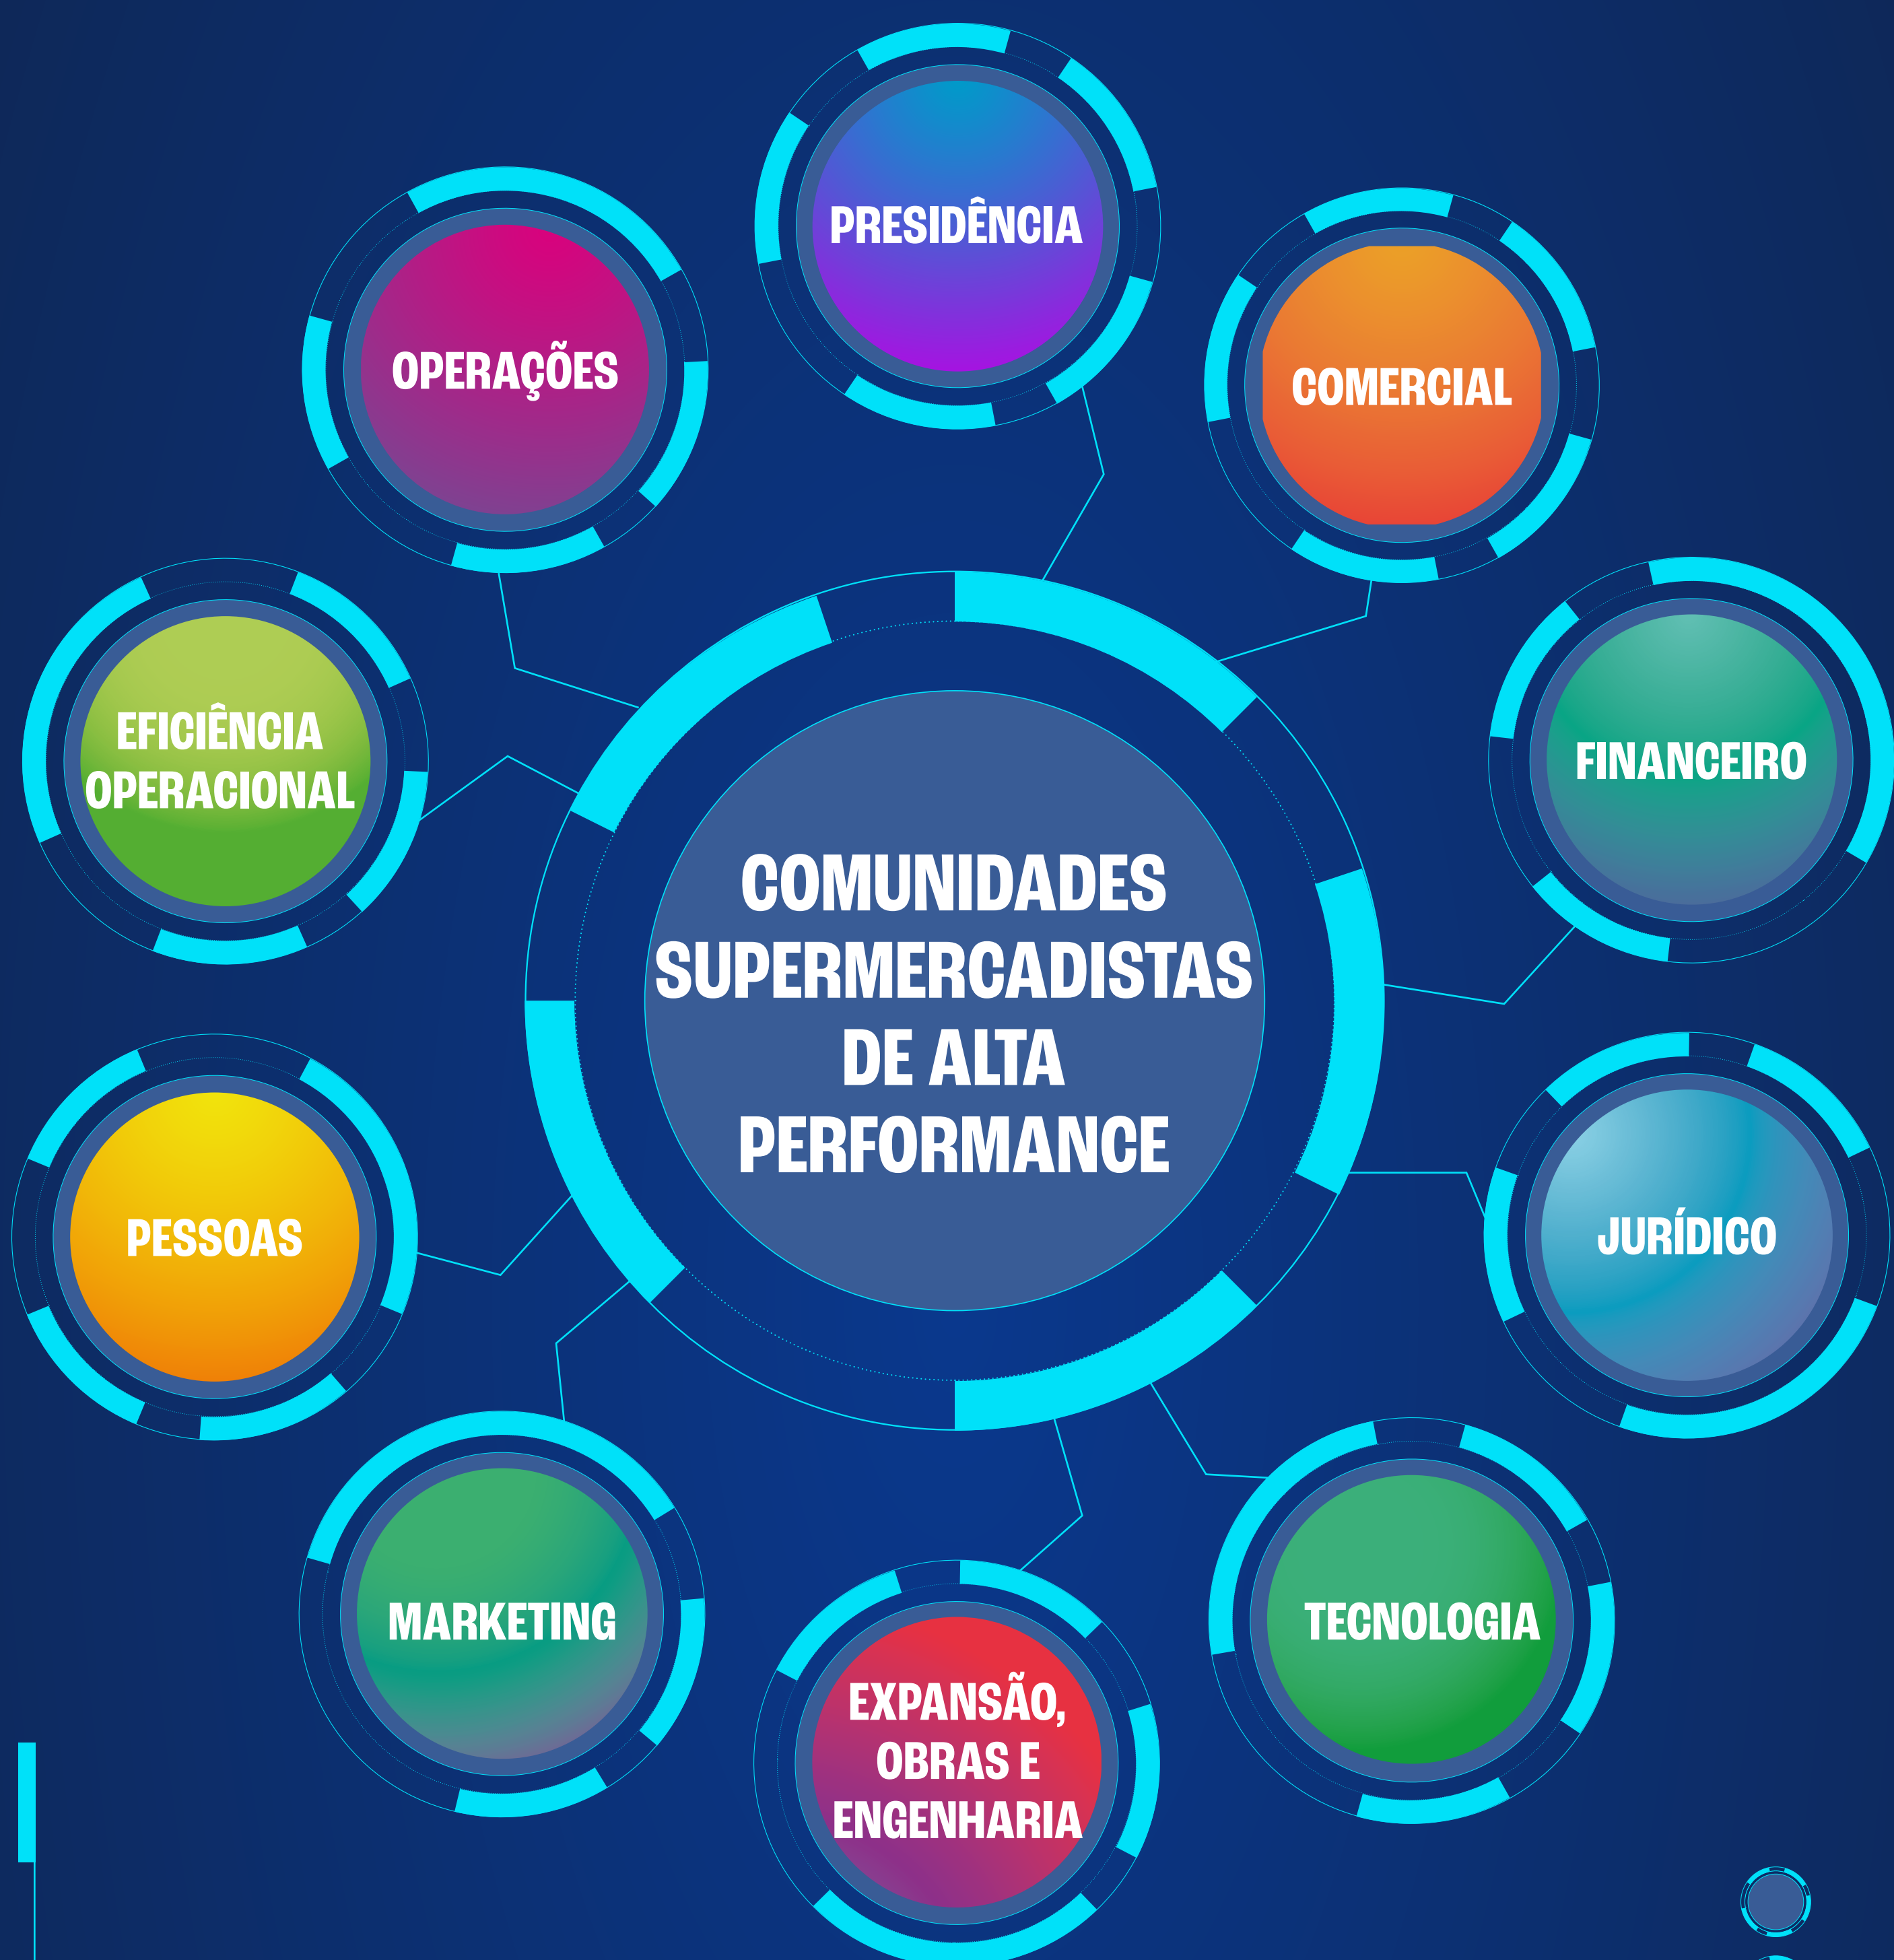 PRESIDÊNCIA
OPERAÇÕES
COMERCIAL
EFICIÊNCIA
OPERACIONAL
FINANCEIRO
COMUNIDADES
SUPERMERCADISTAS
DE ALTA
PERFORMANCE
PESSOAS
JURÍDICO
MARKETING
TECNOLOGIA
EXPANSÃO,
OBRAS E
ENGENHARIA